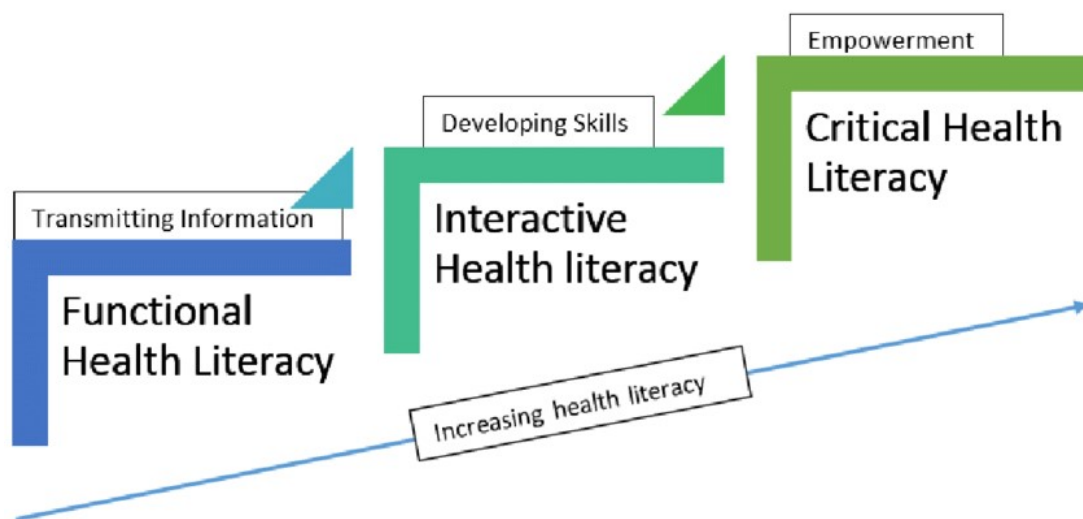 Transmitting Information
Functional
Health Literacy
Developing Skills
Interactive
Health literacy
Empowerment
Critical Health
Literacy
Increasing health literacy